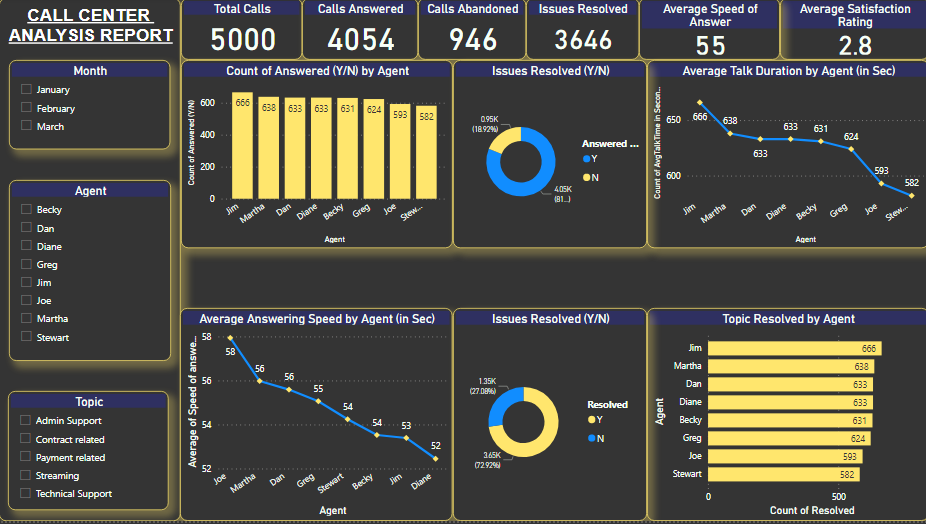 CALL CENTER
ANALYSIS REPORT
Total Calls
5000
Calls Answered
4054
Calls Abandoned
946
Issues Resolved
3646
Average Speed of
Answer
55
Average Satisfaction
Rating
2.8
Month
January
February
March
Agent
Becky
Dan
Diane
Greg
Jim
Joe
Martha
Stewart
Topic
Admin Support
Contract related
Payment related
Streaming
Technical Support
Count of Answered (Y/N) by Agent
Count of Answered (Y/N)
600
400
200
0
666
638
633
633
631
624
593
582
Jim
Martha
Dan
Diane
Becky
Greg
Joe
Stew...
Agent
Issues Resolved (Y/N)
0.95K
(18.92%)
4.05K
(81...)
Answered ...
Y
N
Average Talk Duration by Agent (in Sec)
Count of AvgTalkTime in Secon...
650
600
666
638
633
633
631
624
593
582
Jim
Martha
Dan
Diane
Becky
Greg
Joe
Stew...
Agent
Average Answering Speed by Agent (in Sec)
Average of Speed of answe...
58
56
54
52
58
56
56
55
54
54
53
52
Joe
Martha
Dan
Greg
Stewart
Becky
Jim
Diane
Agent
Issues Resolved (Y/N)
1.35K
(27.08%)
3.65K
(72.92%)
Resolved
Y
N
Topic Resolved by Agent
Agent
Jim 666
Martha 638
Dan 633
Diane 633
Becky 631
Greg 624
Joe 593
Stewart 582
0 500
Count of Resolved